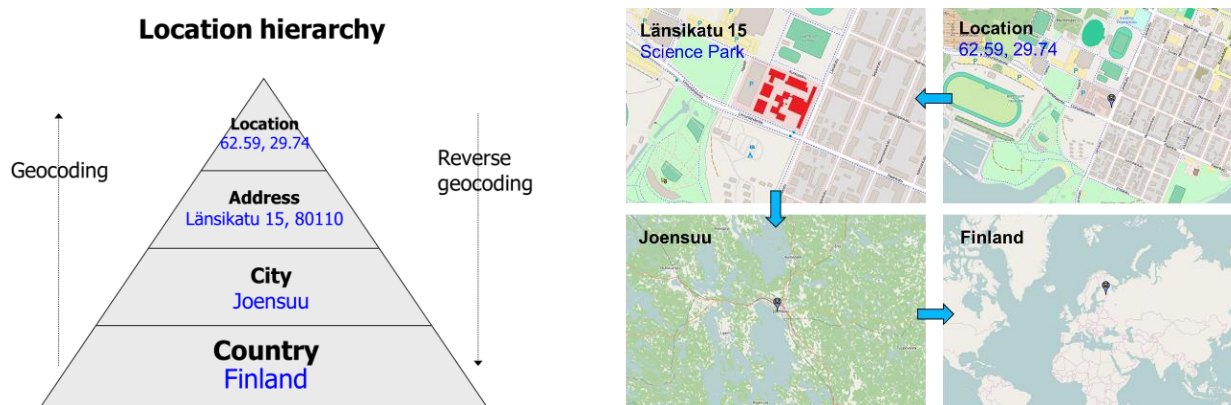 Location hierarchy
Location
62.59, 29.74
Address
Länsikatu 15, 80110
City
Joensuu
Country
Finland
Geocoding
Reverse
geocoding
Länsikatu 15
Science Park
Location
62.59, 29.74
Joensuu
Finland